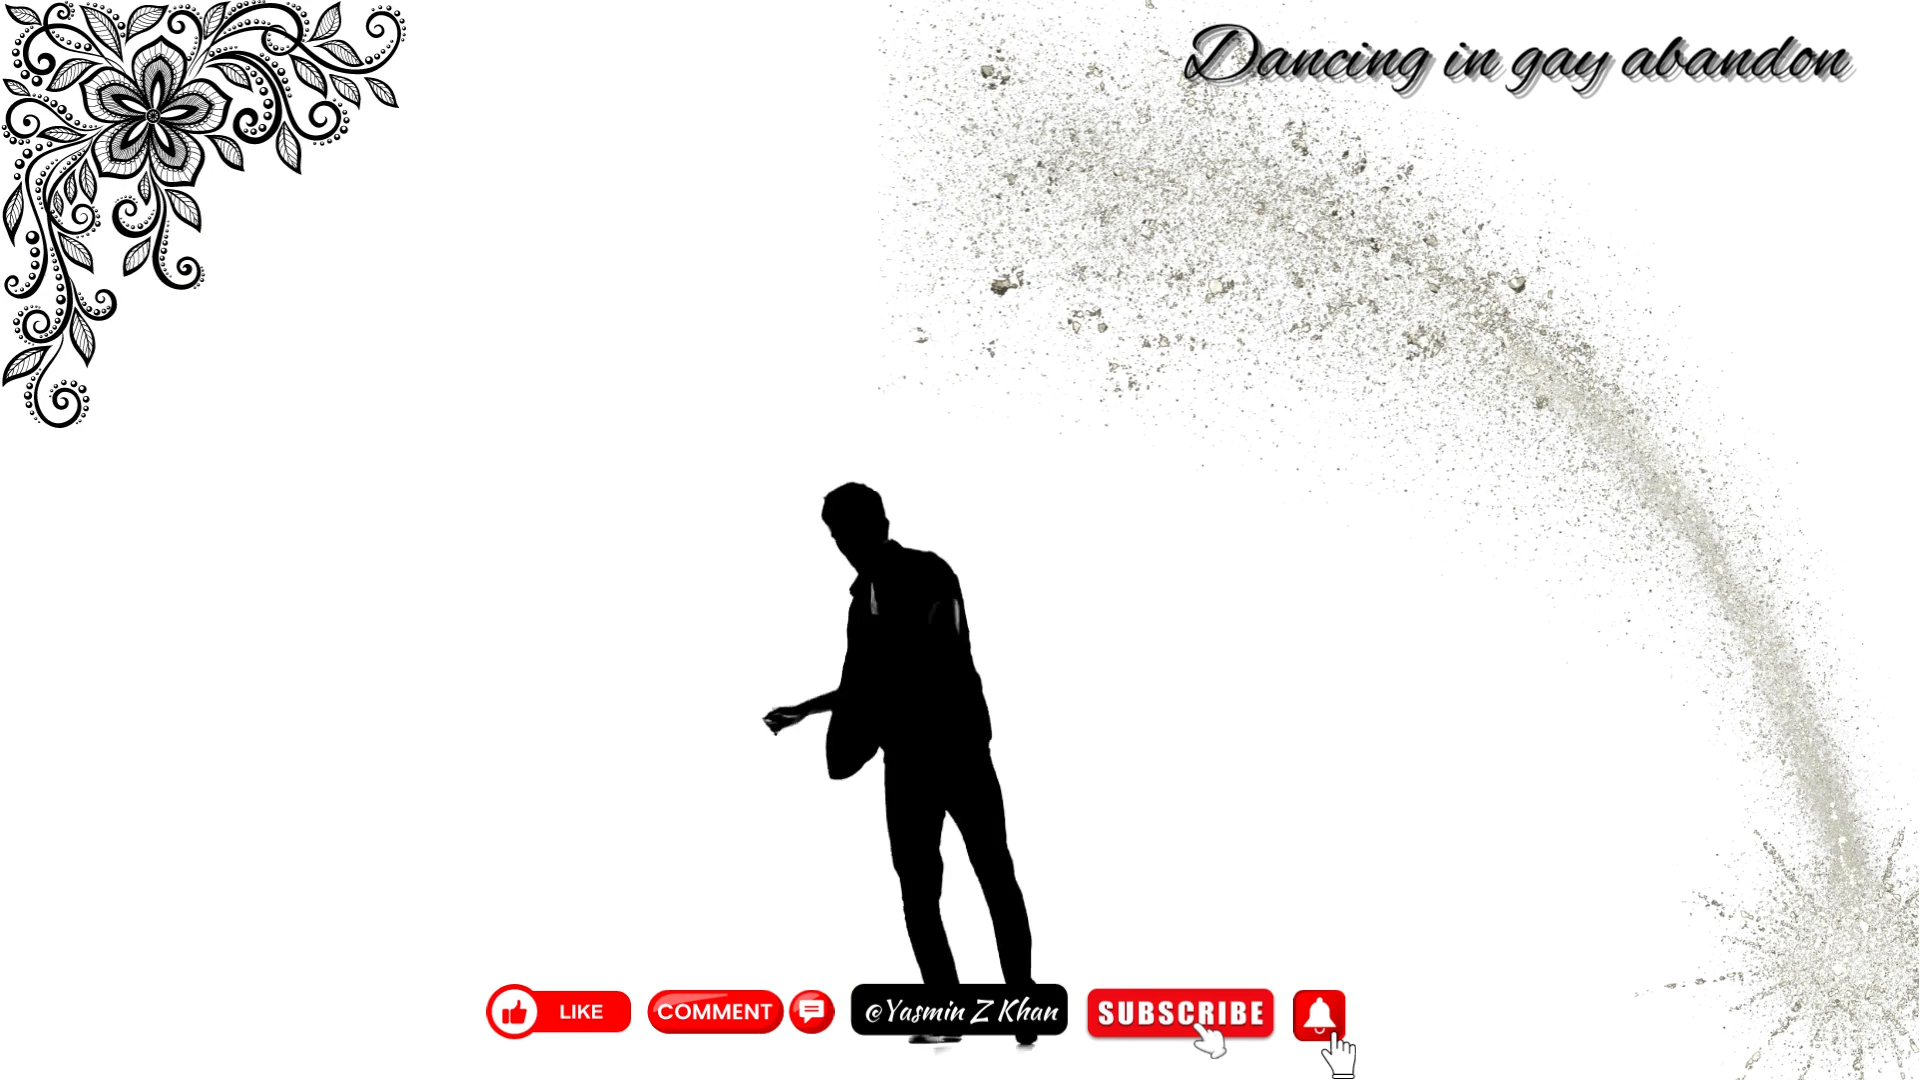 Dancing in gay abandon
LIKE
COMMENT
@Yasmin Z Khan
SUBSCRIBE